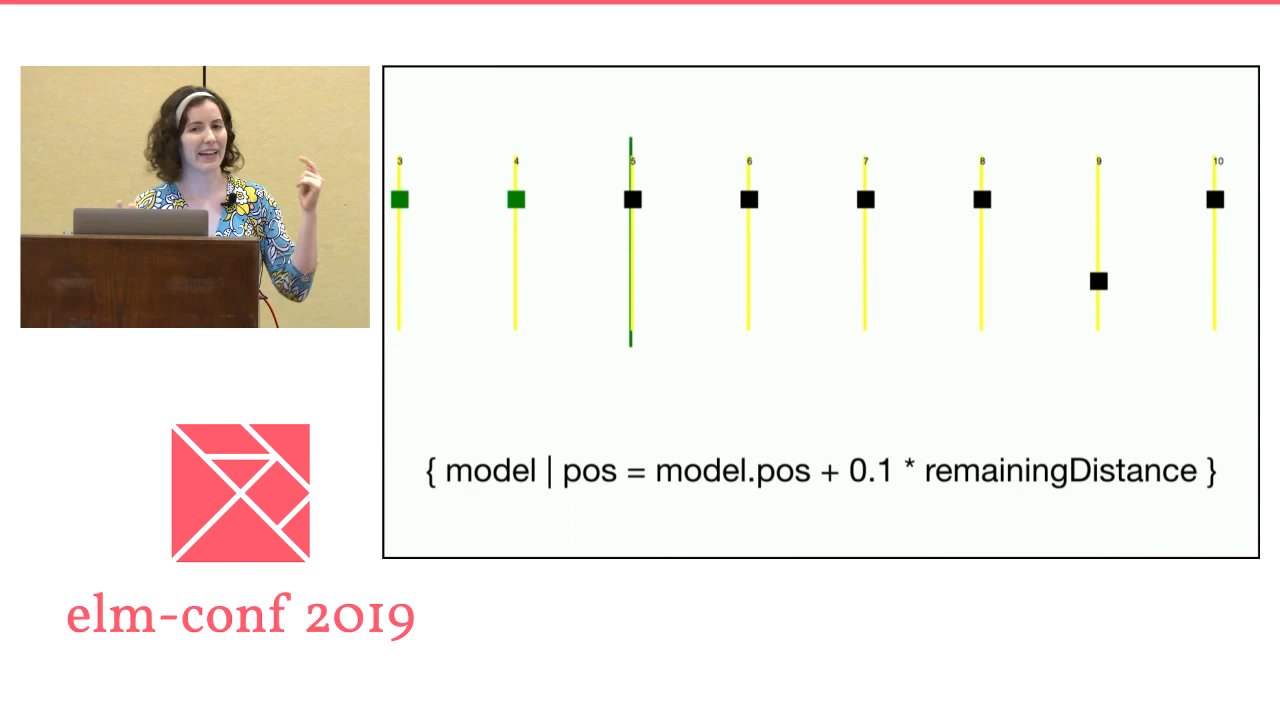 3 4 5 6 7 8 9 10
{ model | pos = model.pos + 0.1 * remainingDistance }
elm-conf 2019